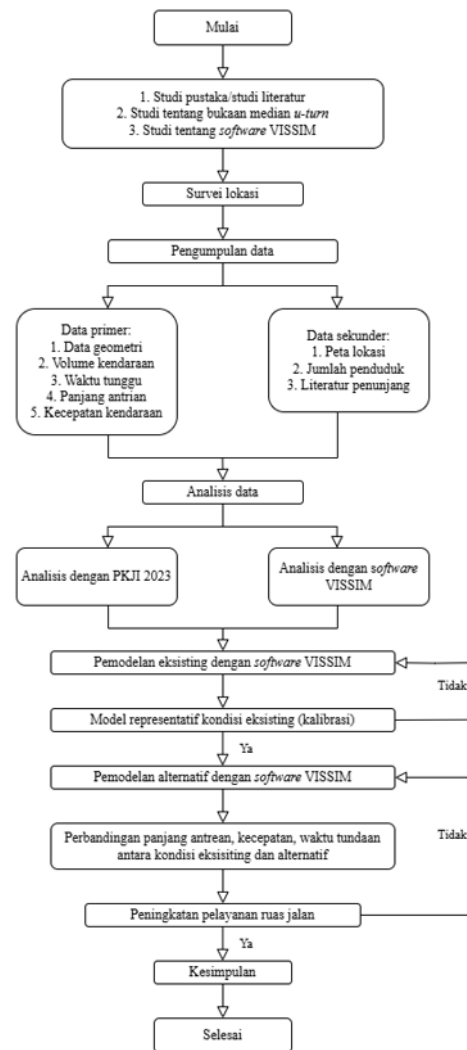 Mulai
1. Studi pustaka/studi literatur
2. Studi tentang bukaan median u-turn
3. Studi tentang software VISSIM
Survei lokasi
Pengumpulan data
Data primer:
1. Data geometri
2. Volume kendaraan
3. Waktu tunggu
4. Panjang antrian
5. Kecepatan kendaraan
Data sekunder:
1. Peta lokasi
2. Jumlah penduduk
3. Literatur penunjang
Analisis data
Analisis dengan PKJI 2023
Analisis dengan software
VISSIM
Pemodelan eksisting dengan software VISSIM
Tidak
Model representatif kondisi eksisting (kalibrasi)
Ya
Pemodelan alternatif dengan software VISSIM
Perbandingan panjang antrean, kecepatan, waktu tundaan
antara kondisi eksisiting dan alternatif
Tidak
Peningkatan pelayanan ruas jalan
Ya
Kesimpulan
Selesai